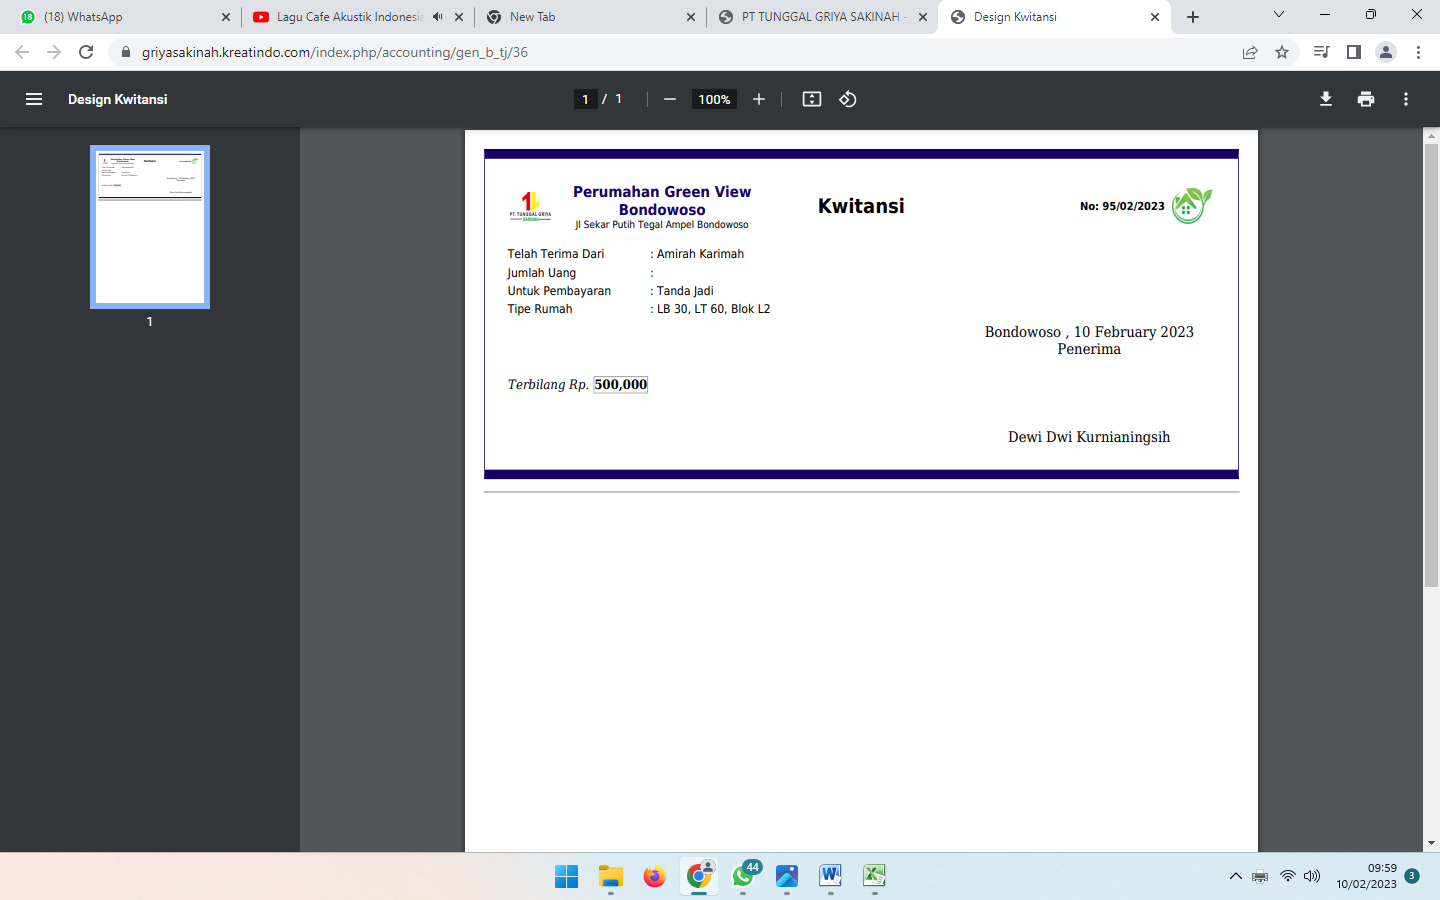 (18) WhatsApp
Lagu Cafe Akustik Indonesia
New Tab
PT TUNGGAL GRIYA SAKINAH -
Design Kwitansi
griyasakinah.kreatindo.com/index.php/accounting/gen_b_tj/36
Design Kwitansi
1 / 1
100%
1
PT. TUNGGAL GRIYA
SAKINAH
Perumahan Green View
Bondowoso
Jl Sekar Putih Tegal Ampel Bondowoso
Kwitansi
No: 95/02/2023
Telah Terima Dari : Amirah Karimah
Jumlah Uang :
Untuk Pembayaran : Tanda Jadi
Tipe Rumah : LB 30, LT 60, Blok L2
Bondowoso , 10 February 2023
Penerima
Terbilang Rp. 500,000
Dewi Dwi Kurnianingsih
44
09:59
10/02/2023
3